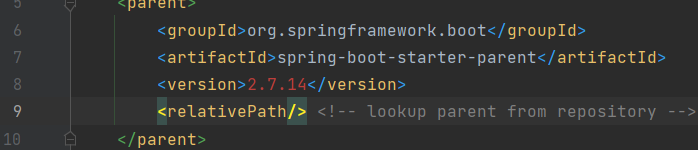 5 <parent>
6 <groupId>org.springframework.boot</groupId>
7 <artifactId>spring-boot-starter-parent</artifactId>
8 <version>2.7.14</version>
9 <relativePath/> <!-- lookup parent from repository -->
10 </parent>